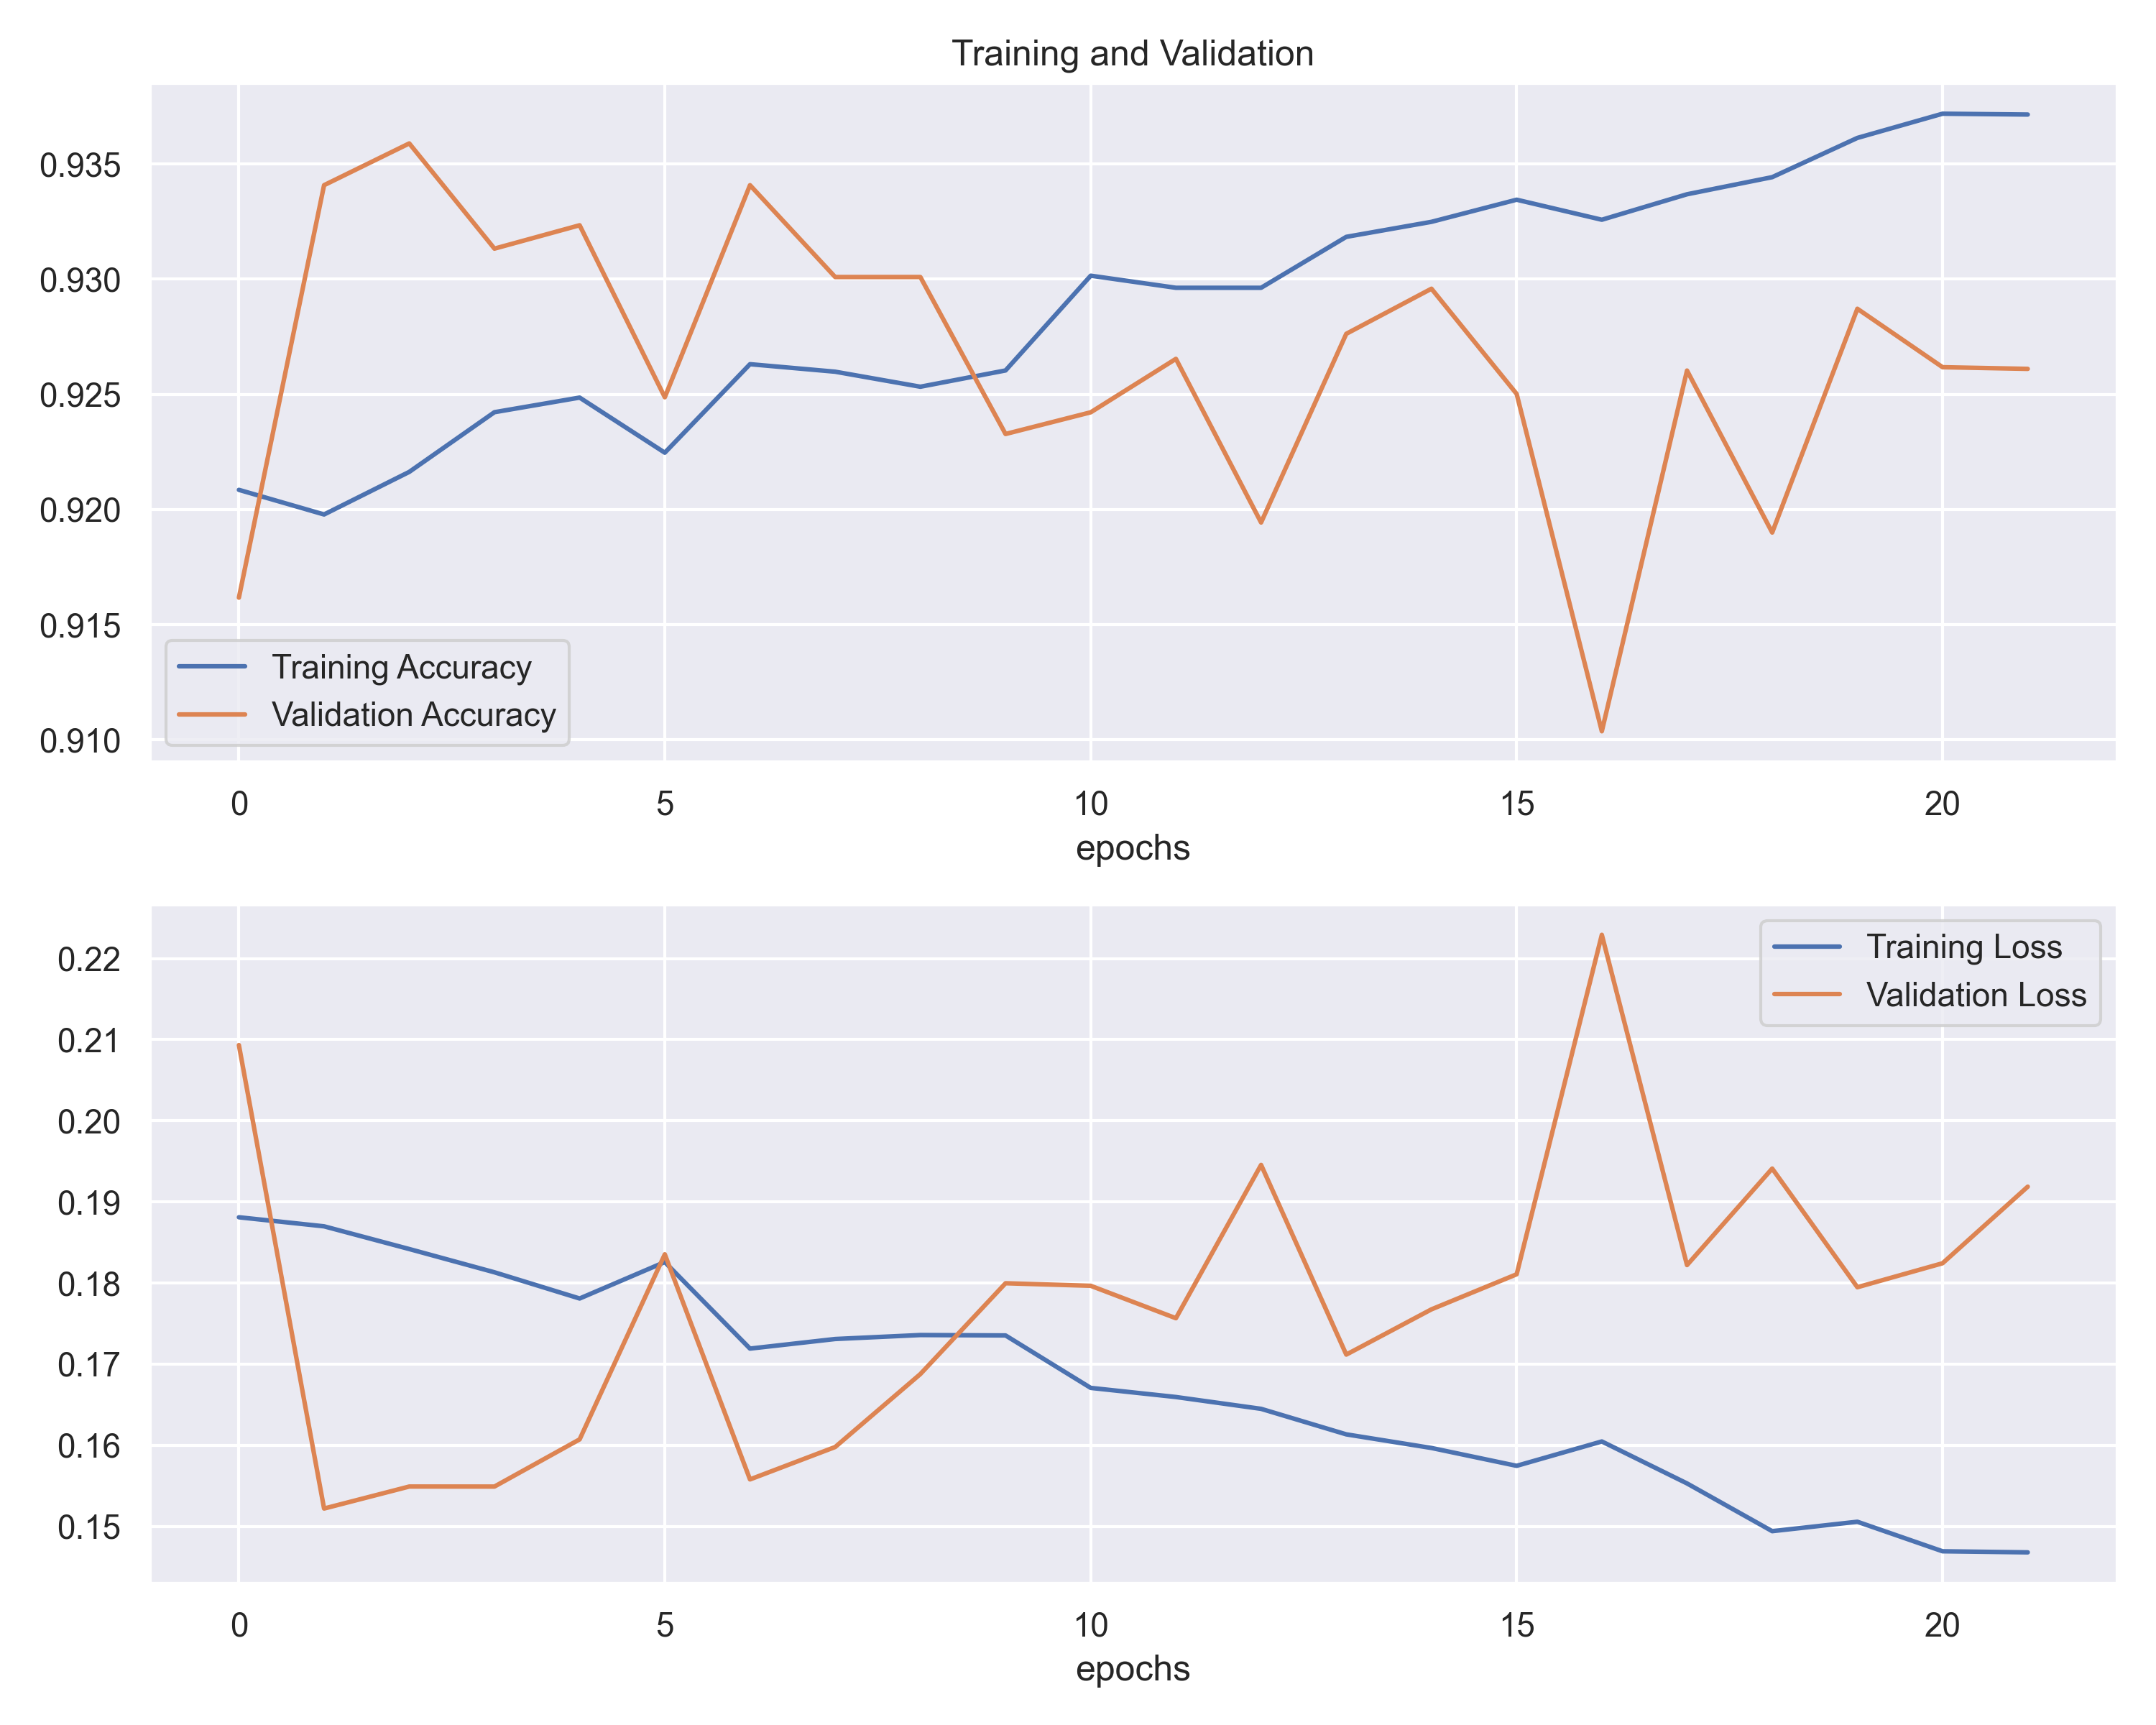 Training and Validation
0.935
0.930
0.925
0.920
0.915
0.910
Training Accuracy
Validation Accuracy
0 5 10 15 20
epochs
0.22
0.21
0.20
0.19
0.18
0.17
0.16
0.15
Training Loss
Validation Loss
0 5 10 15 20
epochs